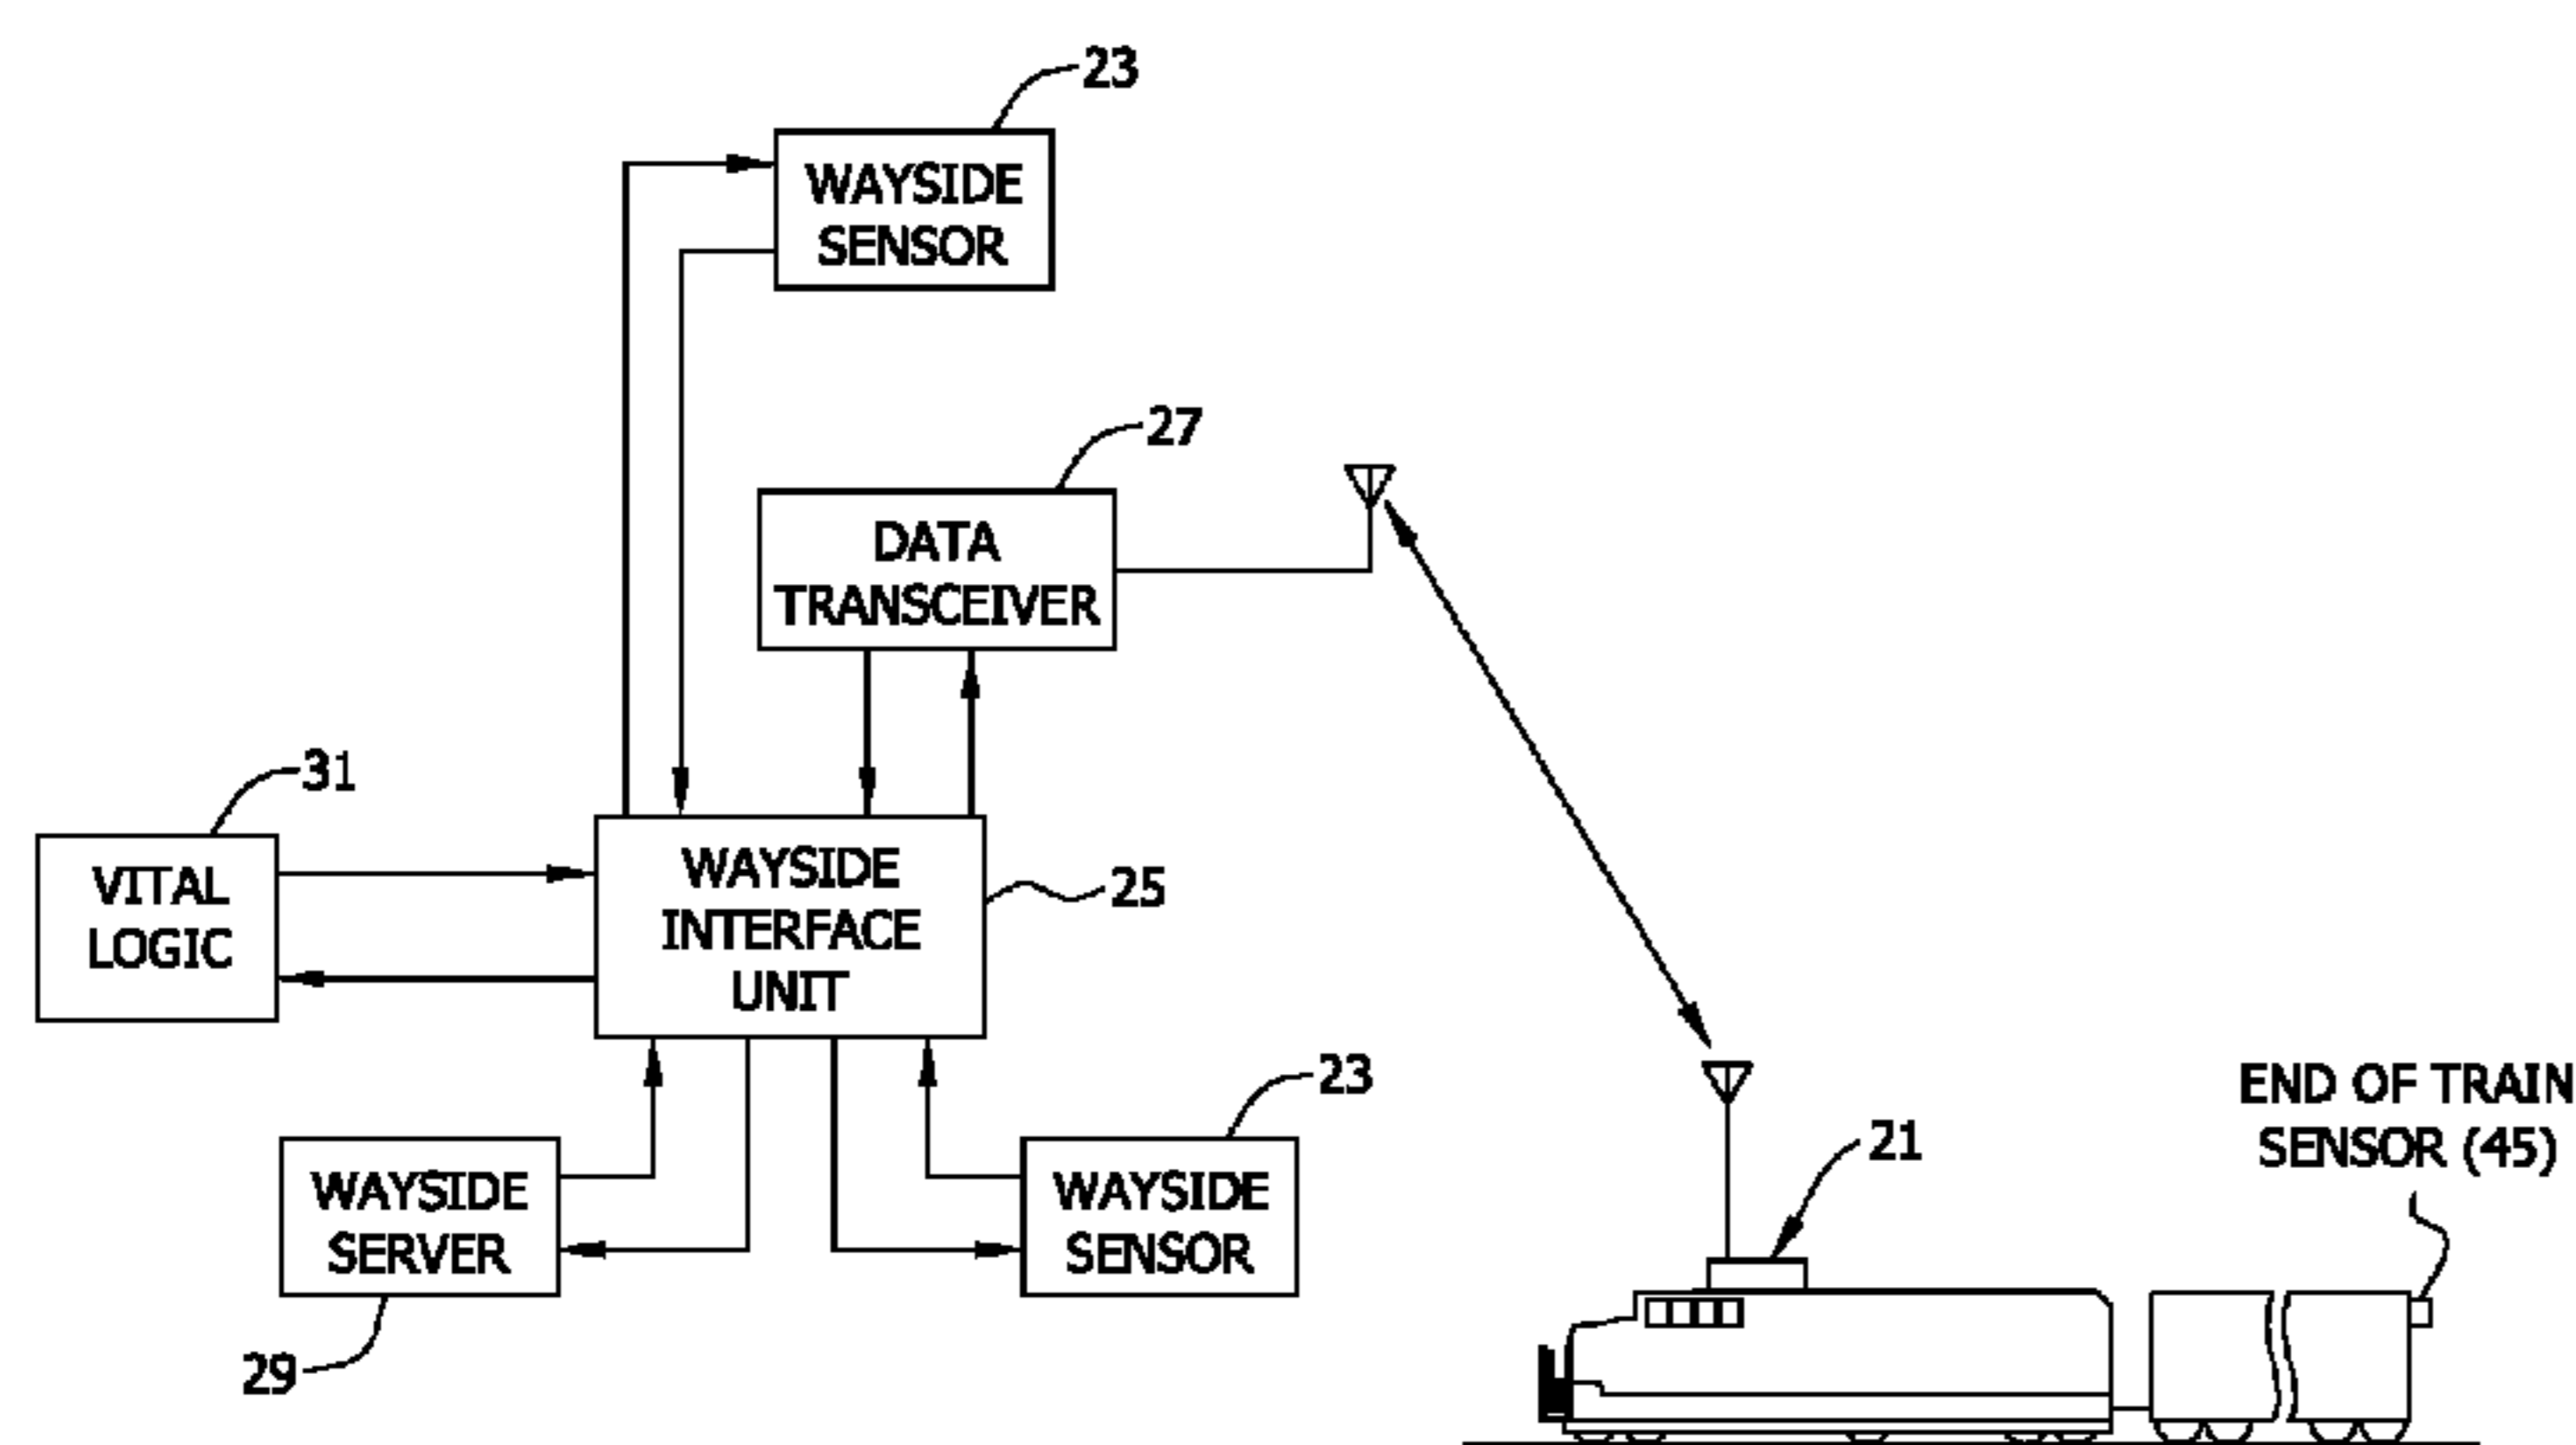 23
WAYSIDE
SENSOR
27
DATA
TRANSCEIVER
31
VITAL
LOGIC
WAYSIDE
INTERFACE
UNIT
25
WAYSIDE
SERVER
29
23
WAYSIDE
SENSOR
21
END OF TRAIN
SENSOR (45)